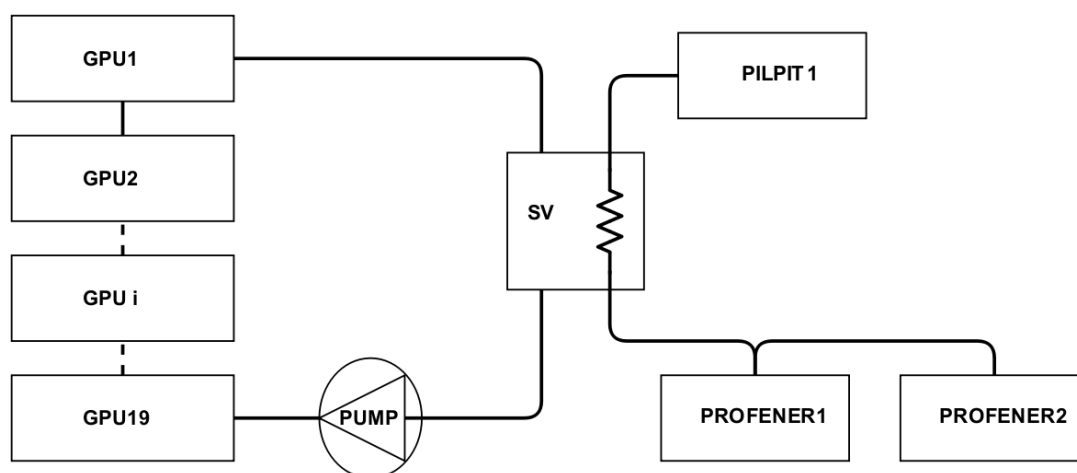 GPU1
PILPIT 1
GPU2
SV
GPU i
GPU19
PUMP
PROFENER1
PROFENER2